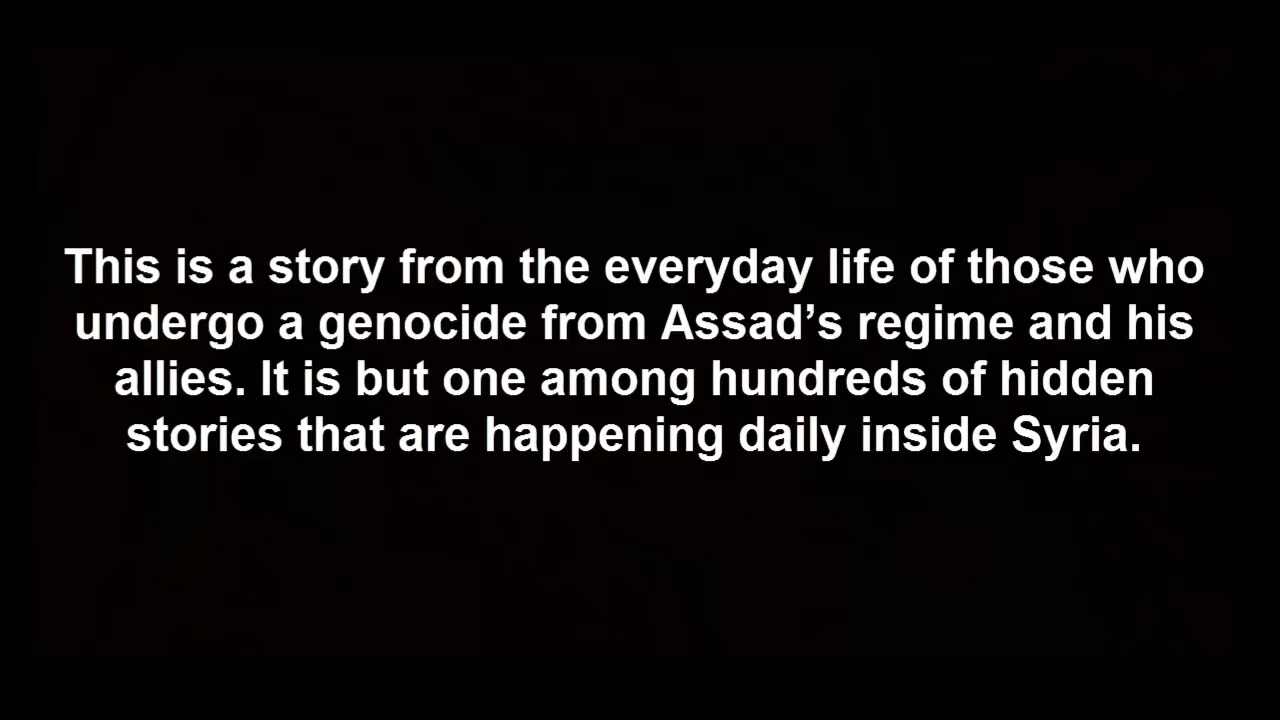 This is a story from the everyday life of those who
undergo a genocide from Assad’s regime and his
allies. It is but one among hundreds of hidden
stories that are happening daily inside Syria.